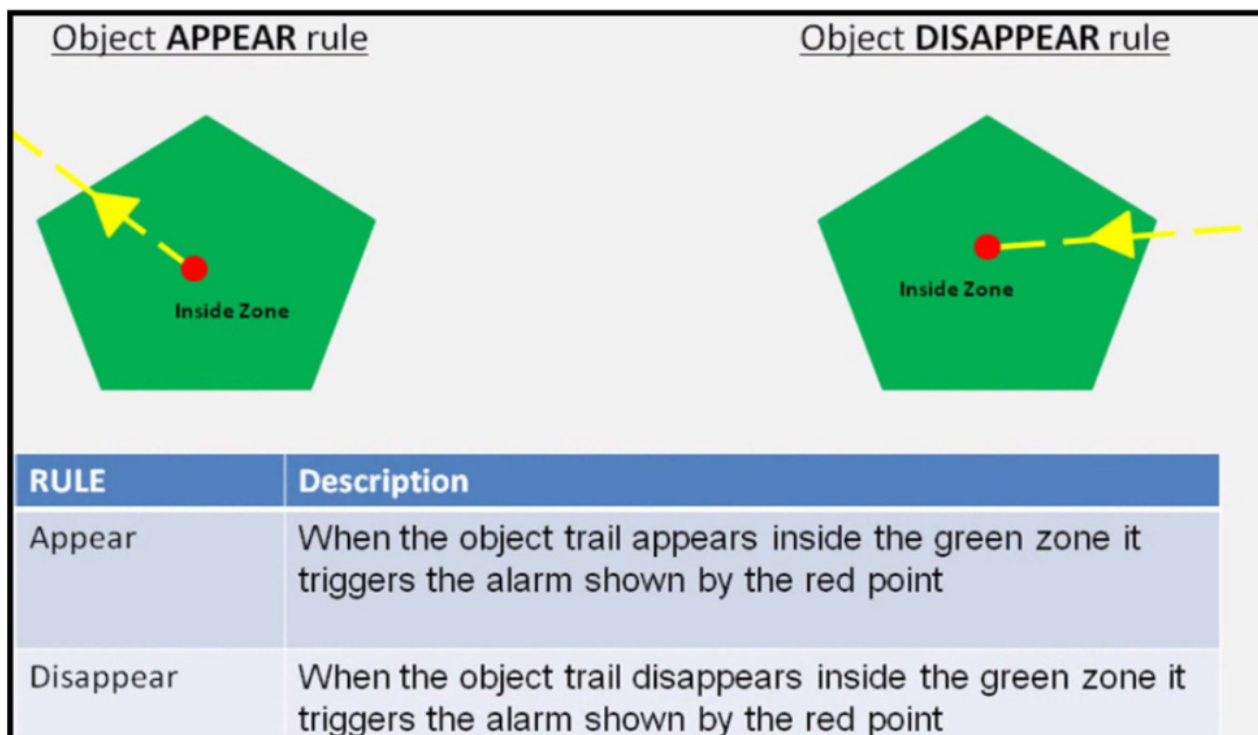 Object APPEAR rule
Object DISAPPEAR rule
Inside Zone
Inside Zone
RULE
Description
Appear
When the object trail appears inside the green zone it
triggers the alarm shown by the red point
Disappear
When the object trail disappears inside the green zone it
triggers the alarm shown by the red point